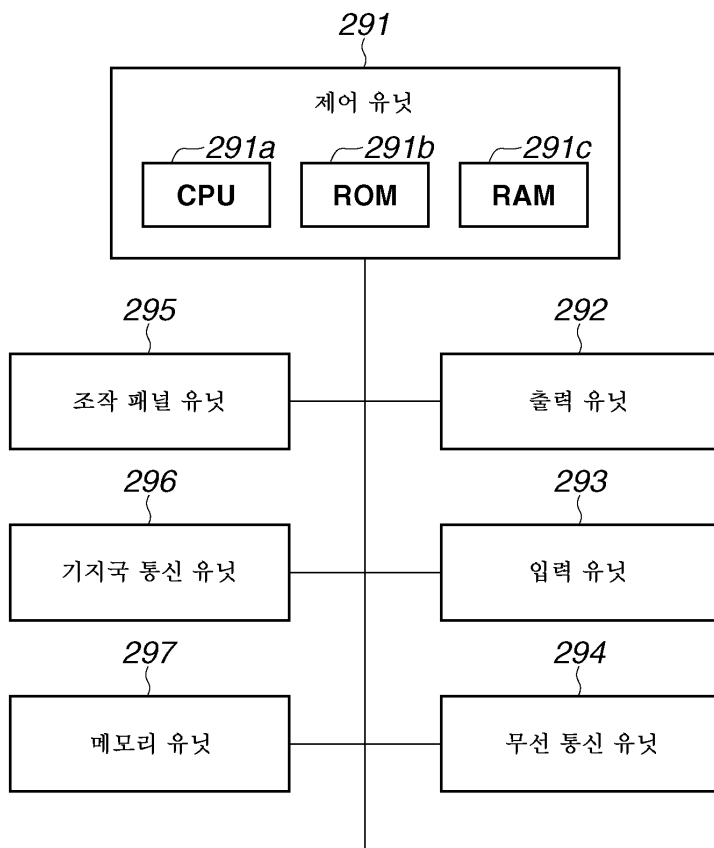 291
제어 유닛
291a 291b 291c
CPU ROM RAM
295 292
조작 패널 유닛 출력 유닛
296 293
기지국 통신 유닛 입력 유닛
297 294
메모리 유닛 무선 통신 유닛